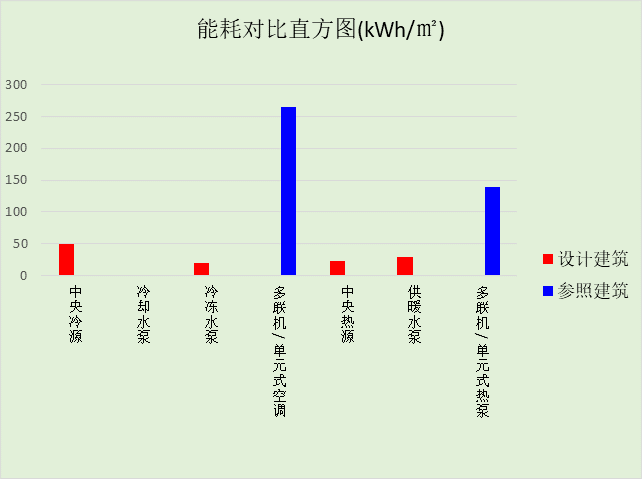 能耗对比直方图(kWh/㎡)
300
250
200
150
100
50
0
中央冷源
冷却水泵
冷冻水泵
多联机/单元式空调
中央热源
供暖水泵
多联机/单元式热泵
设计建筑
参照建筑